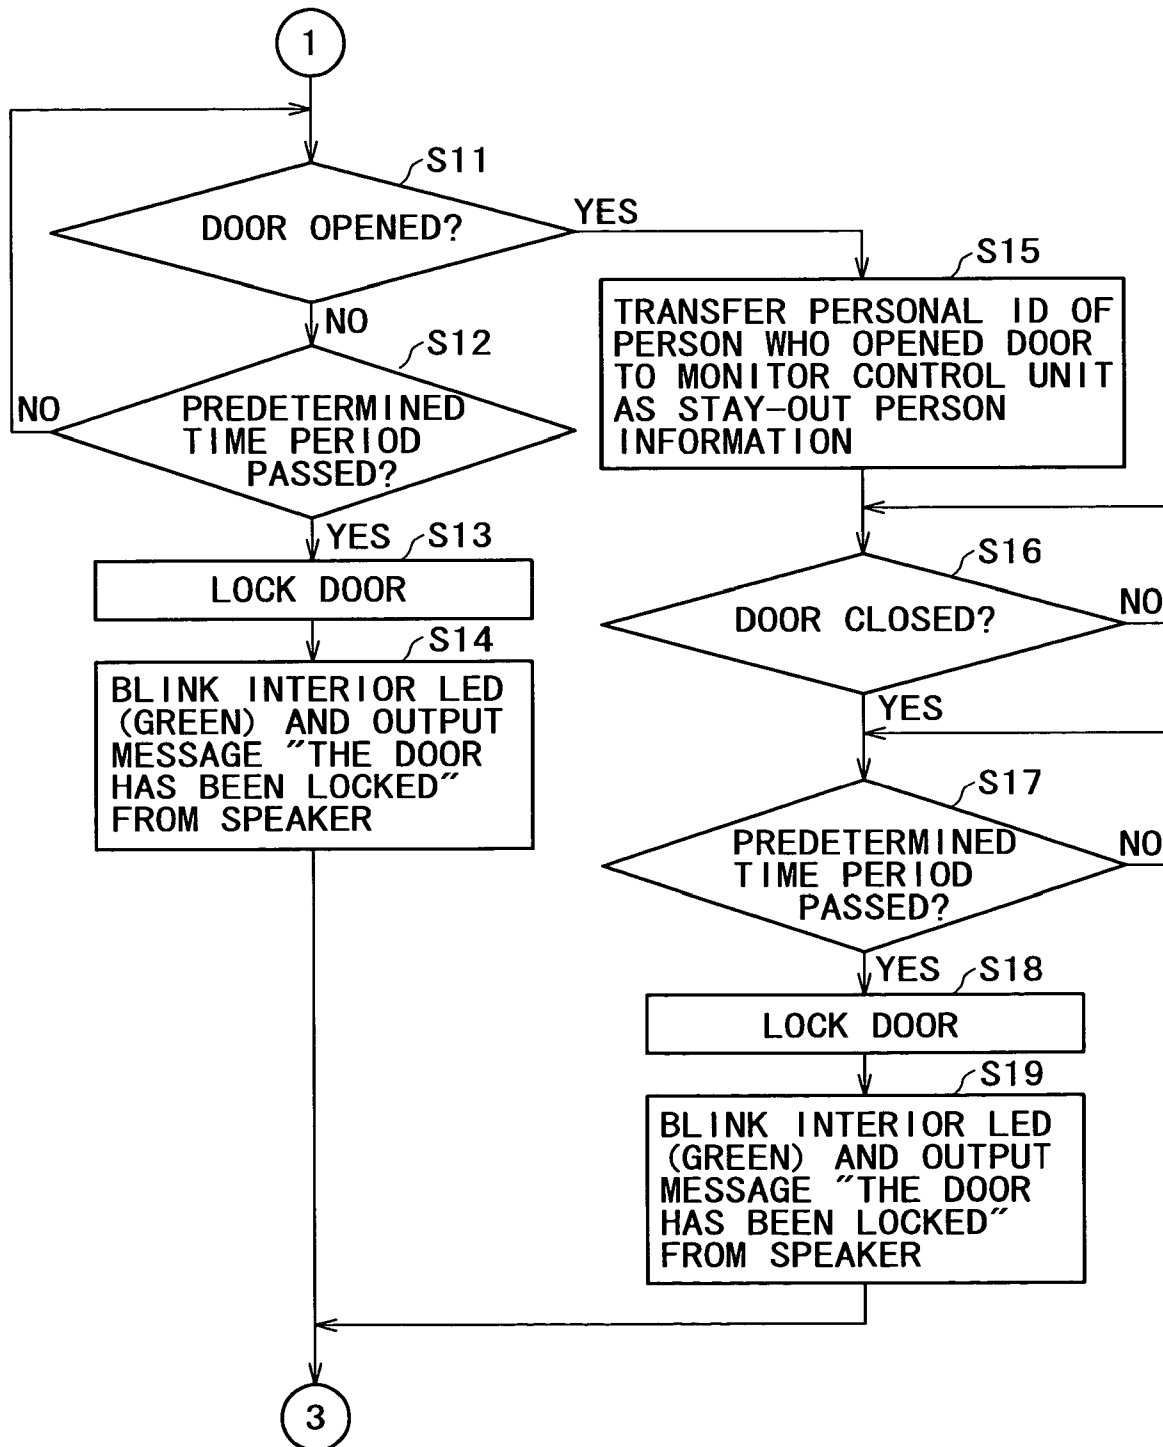 1
S11
DOOR OPENED?
YES
NO
S12
NO
PREDETERMINED
TIME PERIOD
PASSED?
YES
S13
LOCK DOOR
S14
BLINK INTERIOR LED
(GREEN) AND OUTPUT
MESSAGE "THE DOOR
HAS BEEN LOCKED"
FROM SPEAKER
S15
TRANSFER PERSONAL ID OF
PERSON WHO OPENED DOOR
TO MONITOR CONTROL UNIT
AS STAY-OUT PERSON
INFORMATION
S16
DOOR CLOSED?
NO
YES
S17
PREDETERMINED
TIME PERIOD
PASSED?
NO
YES
S18
LOCK DOOR
S19
BLINK INTERIOR LED
(GREEN) AND OUTPUT
MESSAGE "THE DOOR
HAS BEEN LOCKED"
FROM SPEAKER
3